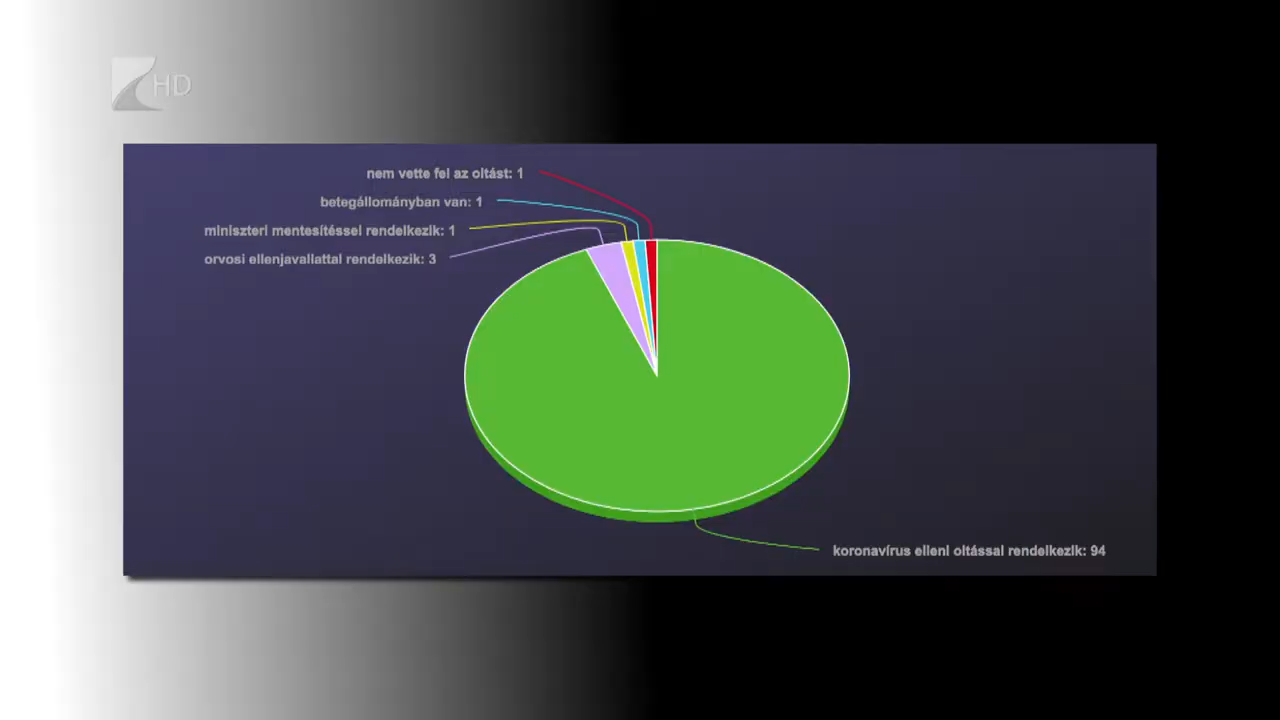 HD
nem vette fel az oltást: 1
betegállományban van: 1
miniszteri mentesítéssel rendelkezik: 1
orvosi ellenjavallattal rendelkezik: 3
koronavírus elleni oltással rendelkezik: 94